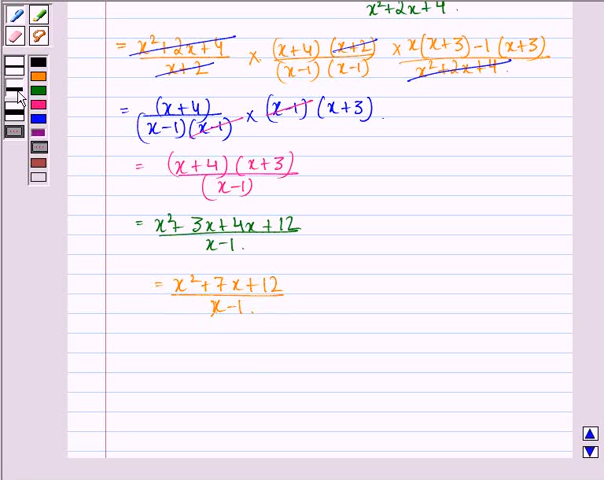 x²+2x+4.
= x²+2x+4/x+2 × (x+4)(x+2)/(x-1)(x-1) × x(x+3)-1(x+3)/x²+2x+4.
= (x+4)/(x-1)(x-1) × (x-1)(x+3).
= (x+4)(x+3)/(x-1)
= x²+3x+4x+12/x-1.
= x²+7x+12/x-1.